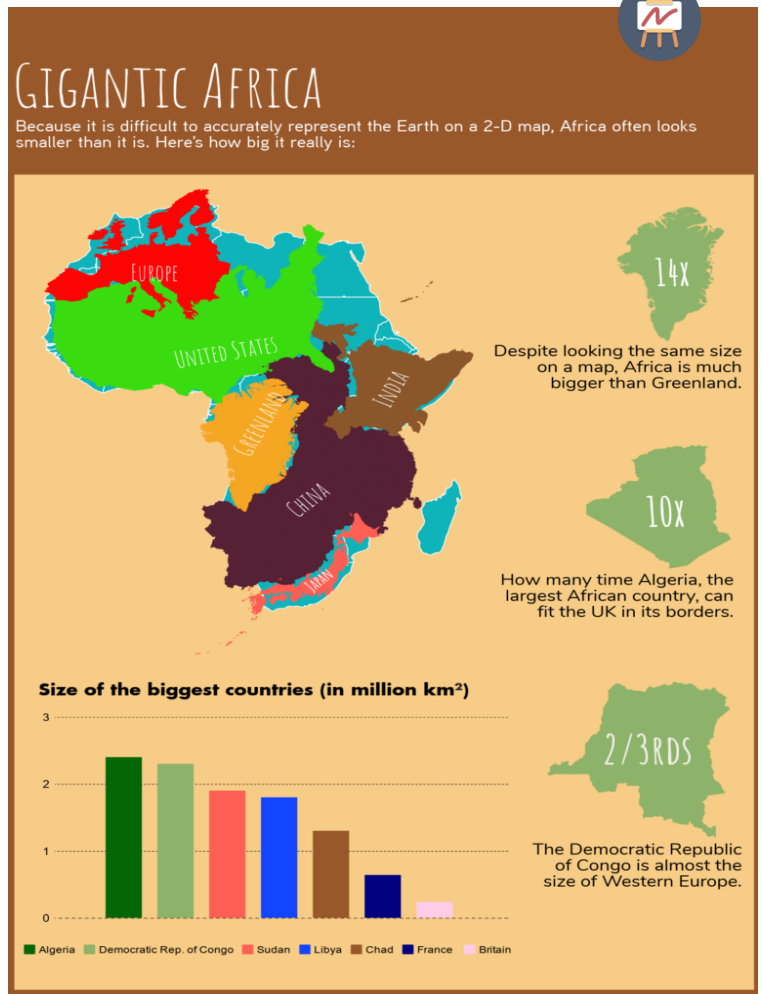 GIGANTIC AFRICA
Because it is difficult to accurately represent the Earth on a 2-D map, Africa often looks
smaller than it is. Here's how big it really is:
EUROPE
UNITED STATES
INDIA
GREENLAND
CHINA
JAPAN
14X
Despite looking the same size
on a map, Africa is much
bigger than Greenland.
10X
How many time Algeria, the
largest African country, can
fit the UK in its borders.
2/3RDS
The Democratic Republic
of Congo is almost the
size of Western Europe.
Size of the biggest countries (in million km²)
3
2
1
0
Algeria Democratic Rep. of Congo Sudan Libya Chad France Britain